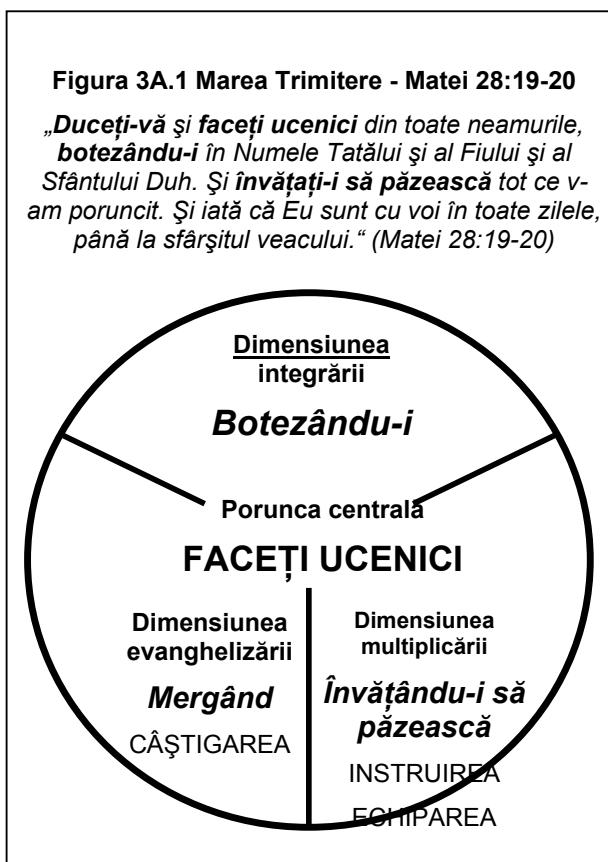 Figura 3A.1 Marea Trimitere - Matei 28:19-20
„Duceți-vă şi faceți ucenici din toate neamurile,
botezându-i în Numele Tatălui şi al Fiului şi al
Sfântului Duh. Şi învățați-i să păzească tot ce v-
am poruncit. Şi iată că Eu sunt cu voi în toate zilele,
până la sfârşitul veacului.“ (Matei 28:19-20)
Dimensiunea
integrării
Botezându-i
Porunca centrală
FACEȚI UCENICI
Dimensiunea
evanghelizării
Mergând
CÂŞTIGAREA
Dimensiunea
multiplicării
Învățându-i să
păzească
INSTRUIREA
ECHIPAREA